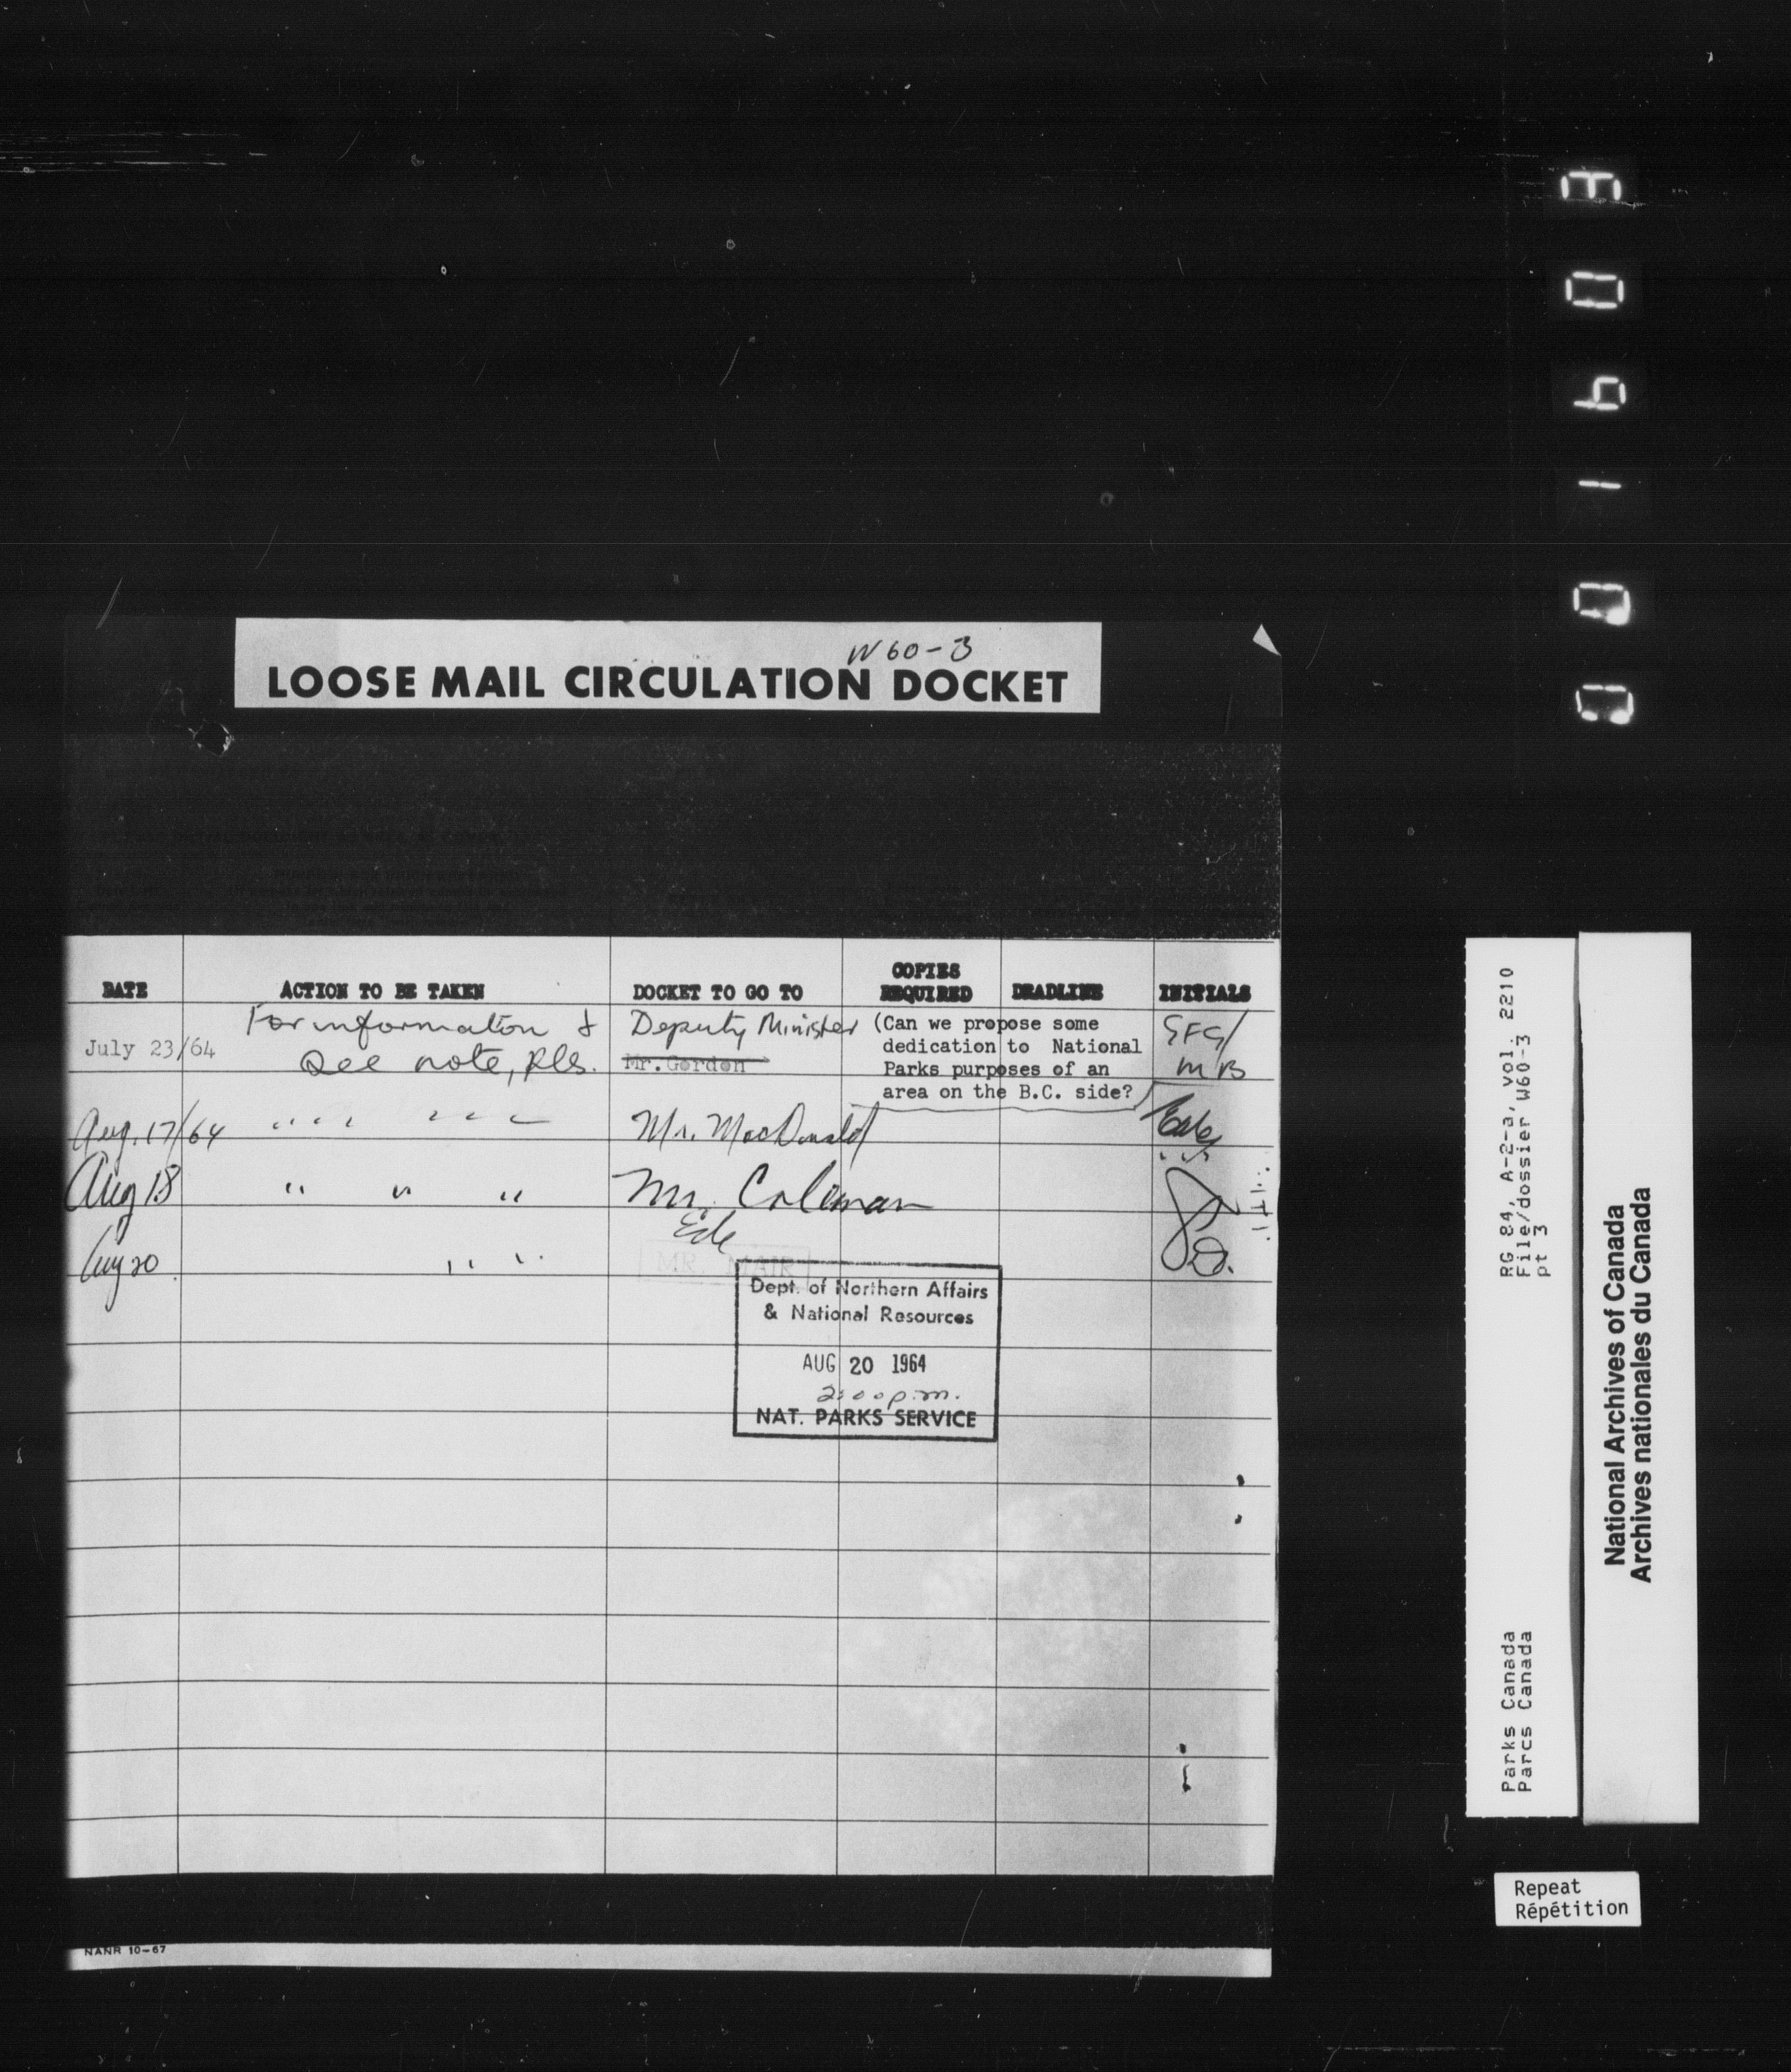 W60-3
LOOSE MAIL CIRCULATION DOCKET
DATE ACTION TO BE TAKEN DOCKET TO GO TO COPIES REQUIRED DEADLINE INITIALS
July 23/64 For information & Deputy Minister (Can we propose some SFG/
See note, pls. Mr. Gordon dedication to National MB
Parks purposes of an
area on the B.C. side?)
Aug. 17/64 " " " " " " " Mr. MacDonald
Aug 18 " " " Mr. Coleman
Aug 20 " " MR. MAIR
Dept. of Northern Affairs
& National Resources
AUG 20 1964
2:00 p.m.
NAT. PARKS SERVICE
NANR 10-67
RG 84, A-2-a, vol. 2210
File/dossier W60-3
pt 3
Parks Canada
Parcs Canada
National Archives of Canada
Archives nationales du Canada
Repeat
Répétition